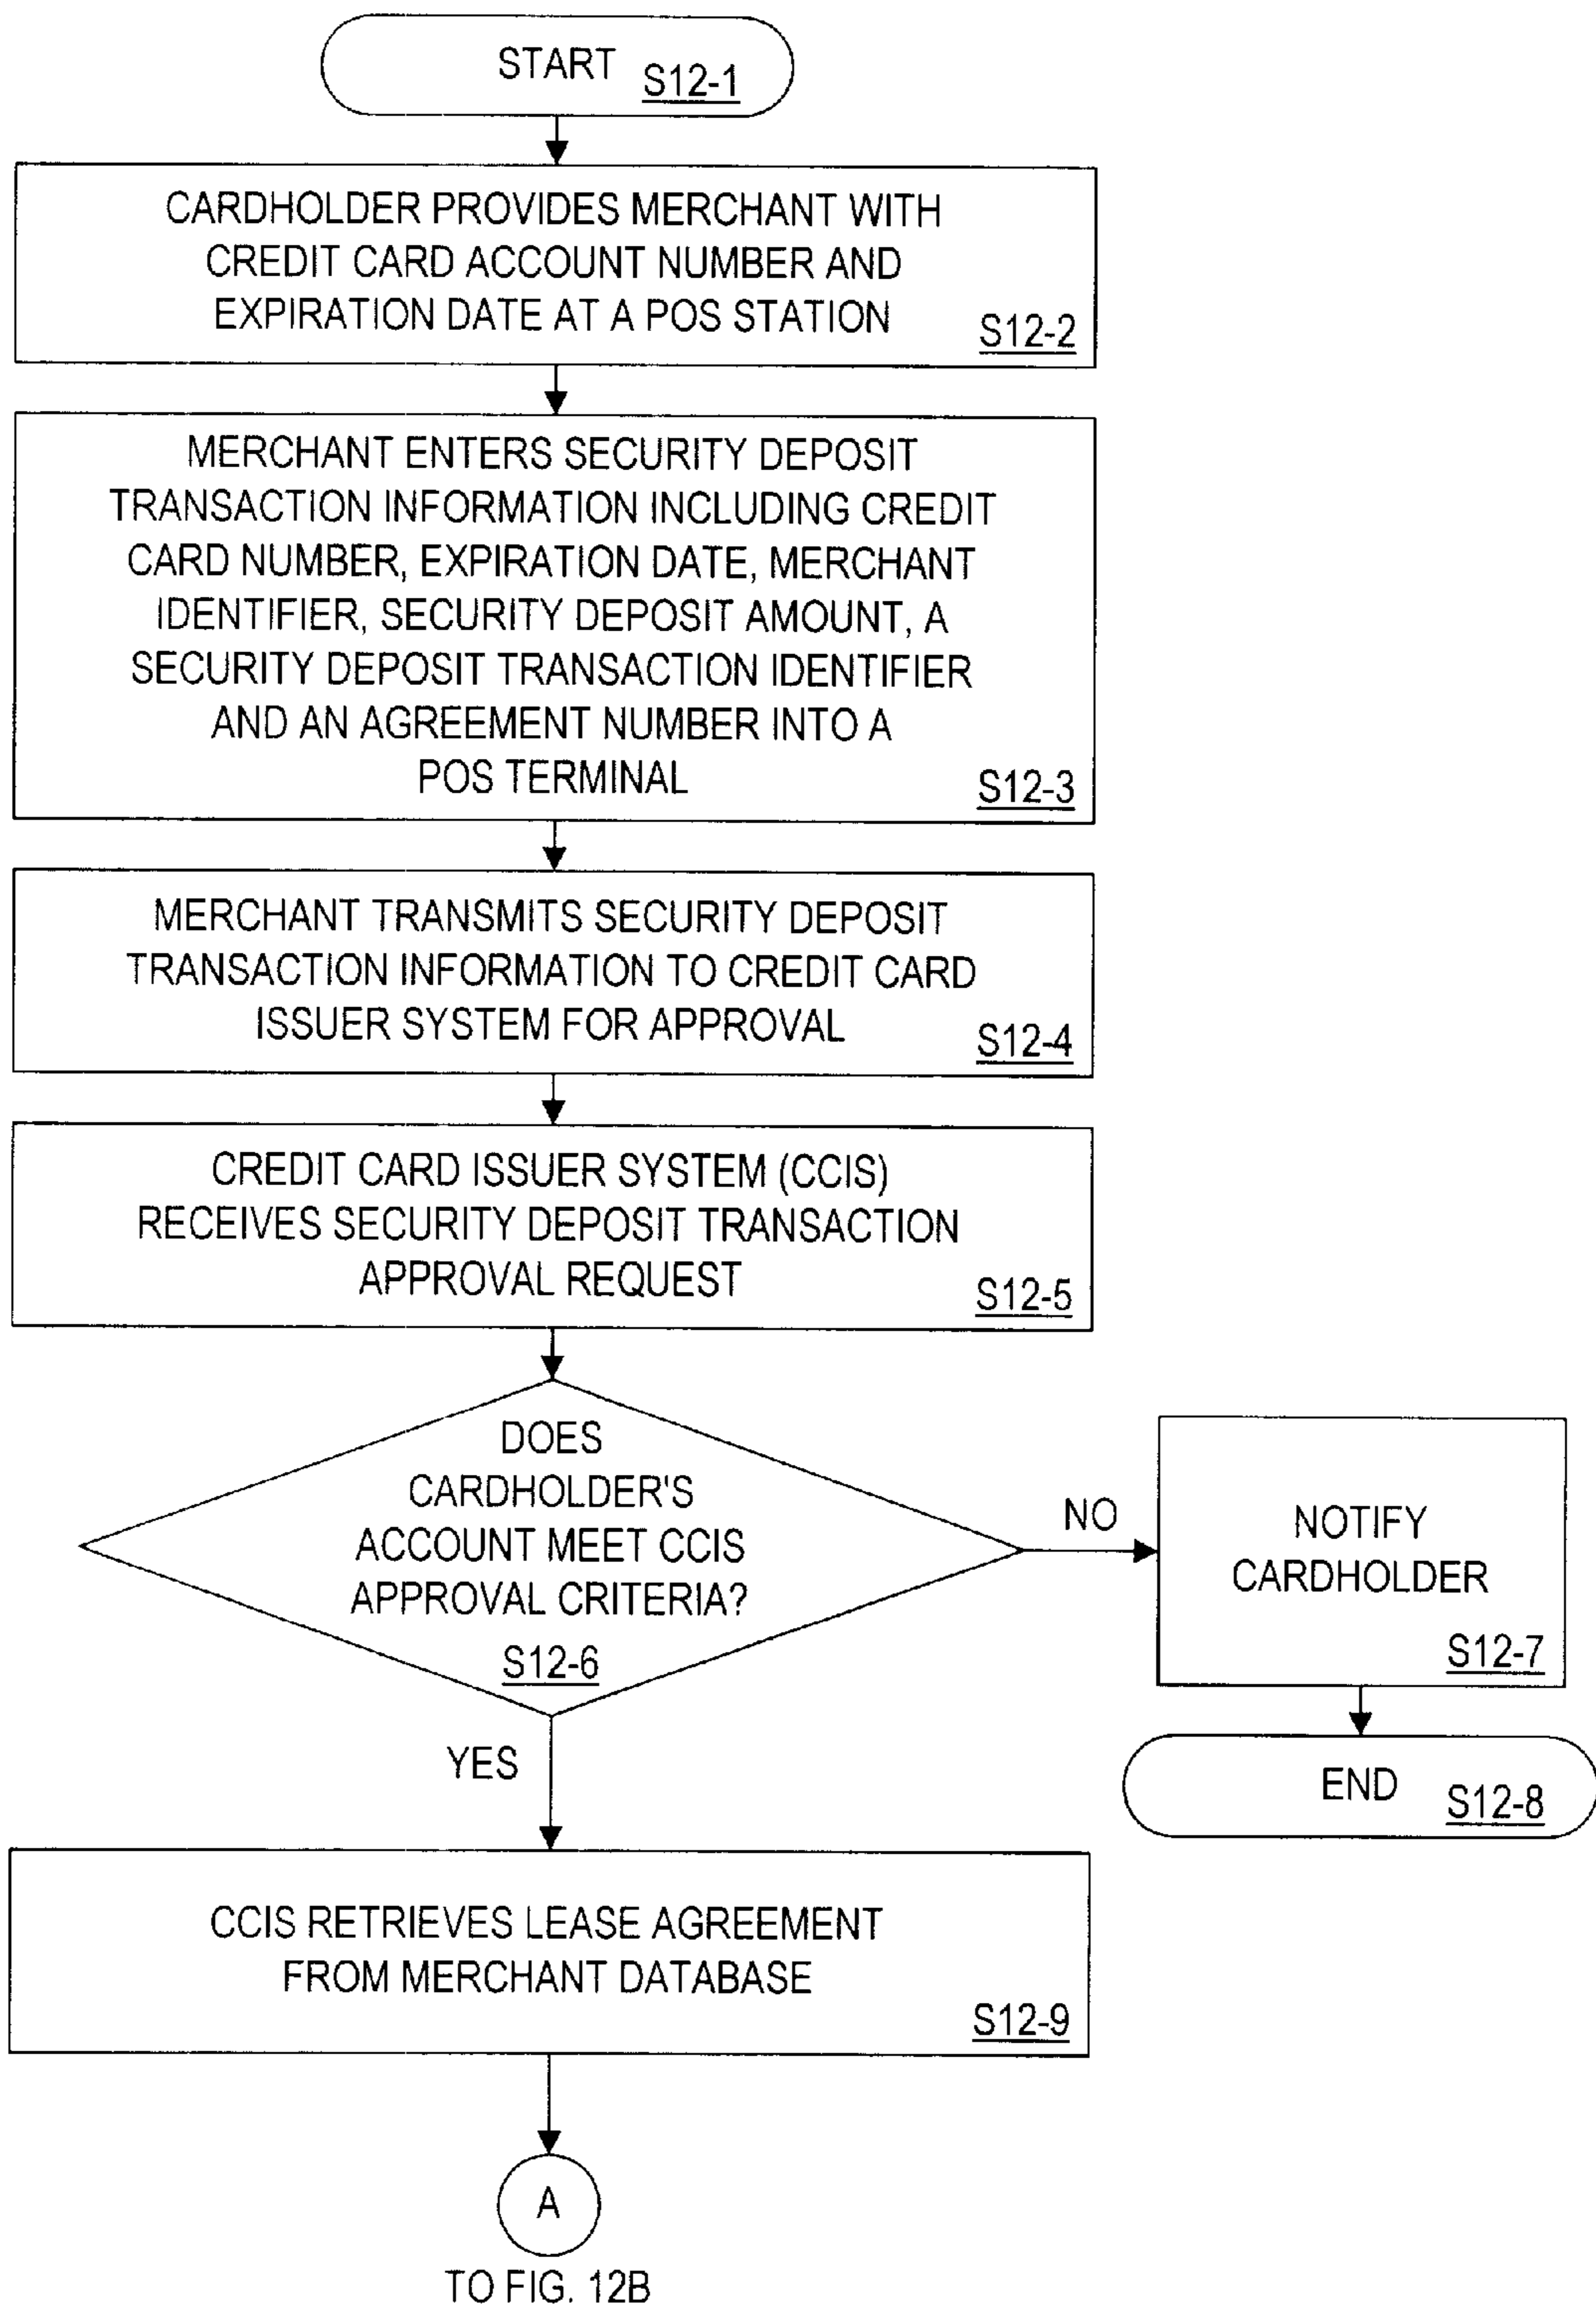 START S12-1
CARDHOLDER PROVIDES MERCHANT WITH
CREDIT CARD ACCOUNT NUMBER AND
EXPIRATION DATE AT A POS STATION
S12-2
MERCHANT ENTERS SECURITY DEPOSIT
TRANSACTION INFORMATION INCLUDING CREDIT
CARD NUMBER, EXPIRATION DATE, MERCHANT
IDENTIFIER, SECURITY DEPOSIT AMOUNT, A
SECURITY DEPOSIT TRANSACTION IDENTIFIER
AND AN AGREEMENT NUMBER INTO A
POS TERMINAL
S12-3
MERCHANT TRANSMITS SECURITY DEPOSIT
TRANSACTION INFORMATION TO CREDIT CARD
ISSUER SYSTEM FOR APPROVAL
S12-4
CREDIT CARD ISSUER SYSTEM (CCIS)
RECEIVES SECURITY DEPOSIT TRANSACTION
APPROVAL REQUEST
S12-5
DOES
CARDHOLDER'S
ACCOUNT MEET CCIS
APPROVAL CRITERIA?
S12-6
NO
NOTIFY
CARDHOLDER
S12-7
END S12-8
YES
CCIS RETRIEVES LEASE AGREEMENT
FROM MERCHANT DATABASE
S12-9
A
TO FIG. 12B